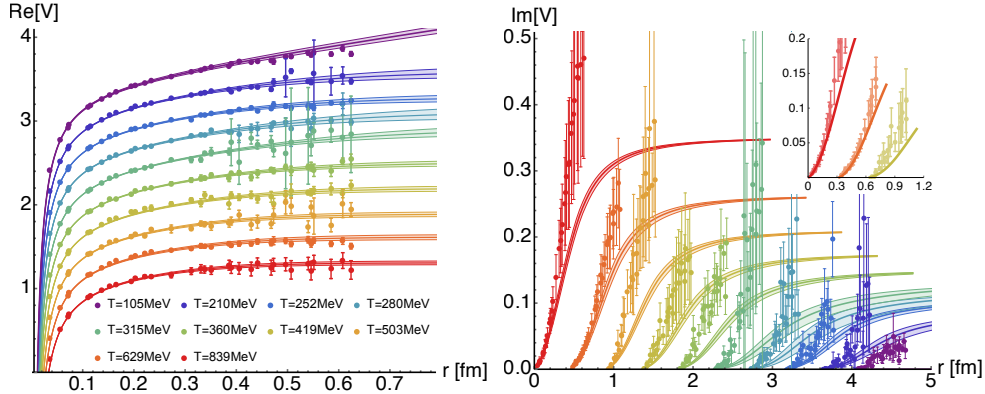 Re[V]
4
3
2
1
T=105MeV T=210MeV T=252MeV T=280MeV
T=315MeV T=360MeV T=419MeV T=503MeV
T=629MeV T=839MeV
0.1 0.2 0.3 0.4 0.5 0.6 0.7 r [fm]
Im[V]
0.5
0.4
0.3
0.2
0.1
0.0
0 1 2 3 4 5 r [fm]
0.2
0.15
0.1
0.05
0 0.3 0.6 0.9 1.2